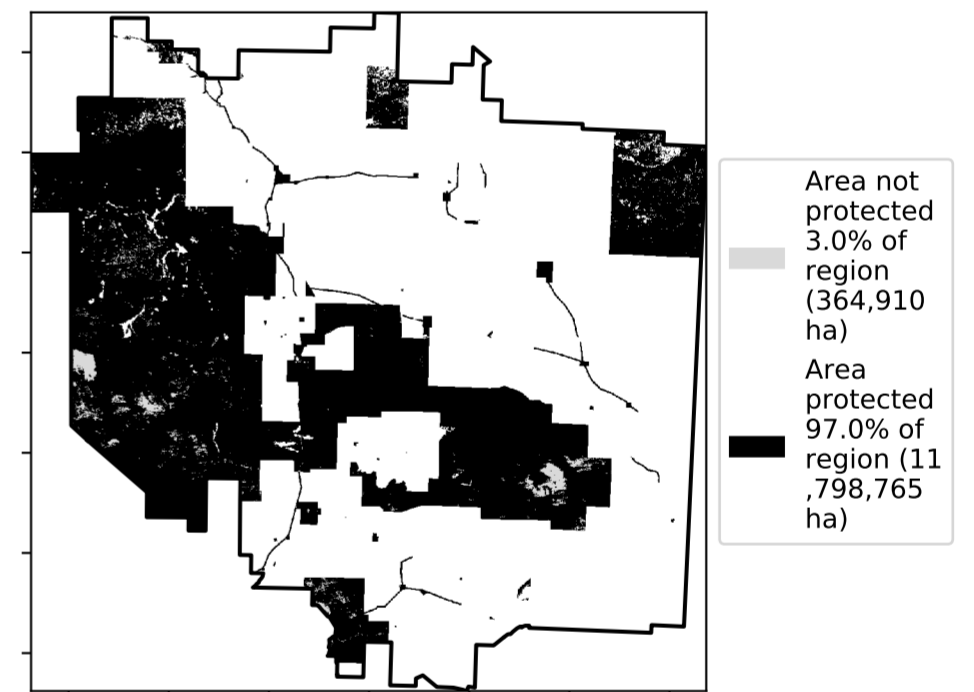 Area not
protected
3.0% of
region
(364,910
ha)
Area
protected
97.0% of
region (11
,798,765
ha)